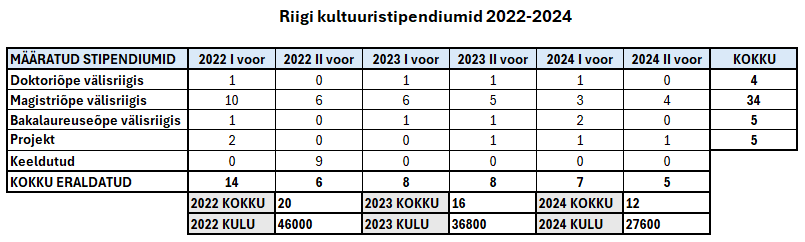 Riigi kultuuristipendiumid 2022-2024
MÄÄRATUD STIPENDIUMID 2022 I voor 2022 II voor 2023 I voor 2023 II voor 2024 I voor 2024 II voor KOKKU
Doktoriõpe välisriigis 1 0 1 1 1 0 4
Magistriõpe välisriigis 10 6 6 5 3 4 34
Bakalaureuseõpe välisriigis 1 0 1 1 2 0 5
Projekt 2 0 1 1 1 5
Keeldutud 0 9 0 0 0 0
KOKKU ERALDATUD 14 6 8 8 7 5
2022 KOKKU 20 2023 KOKKU 16 2024 KOKKU 12
2022 KULU 46000 2023 KULU 36800 2024 KULU 27600